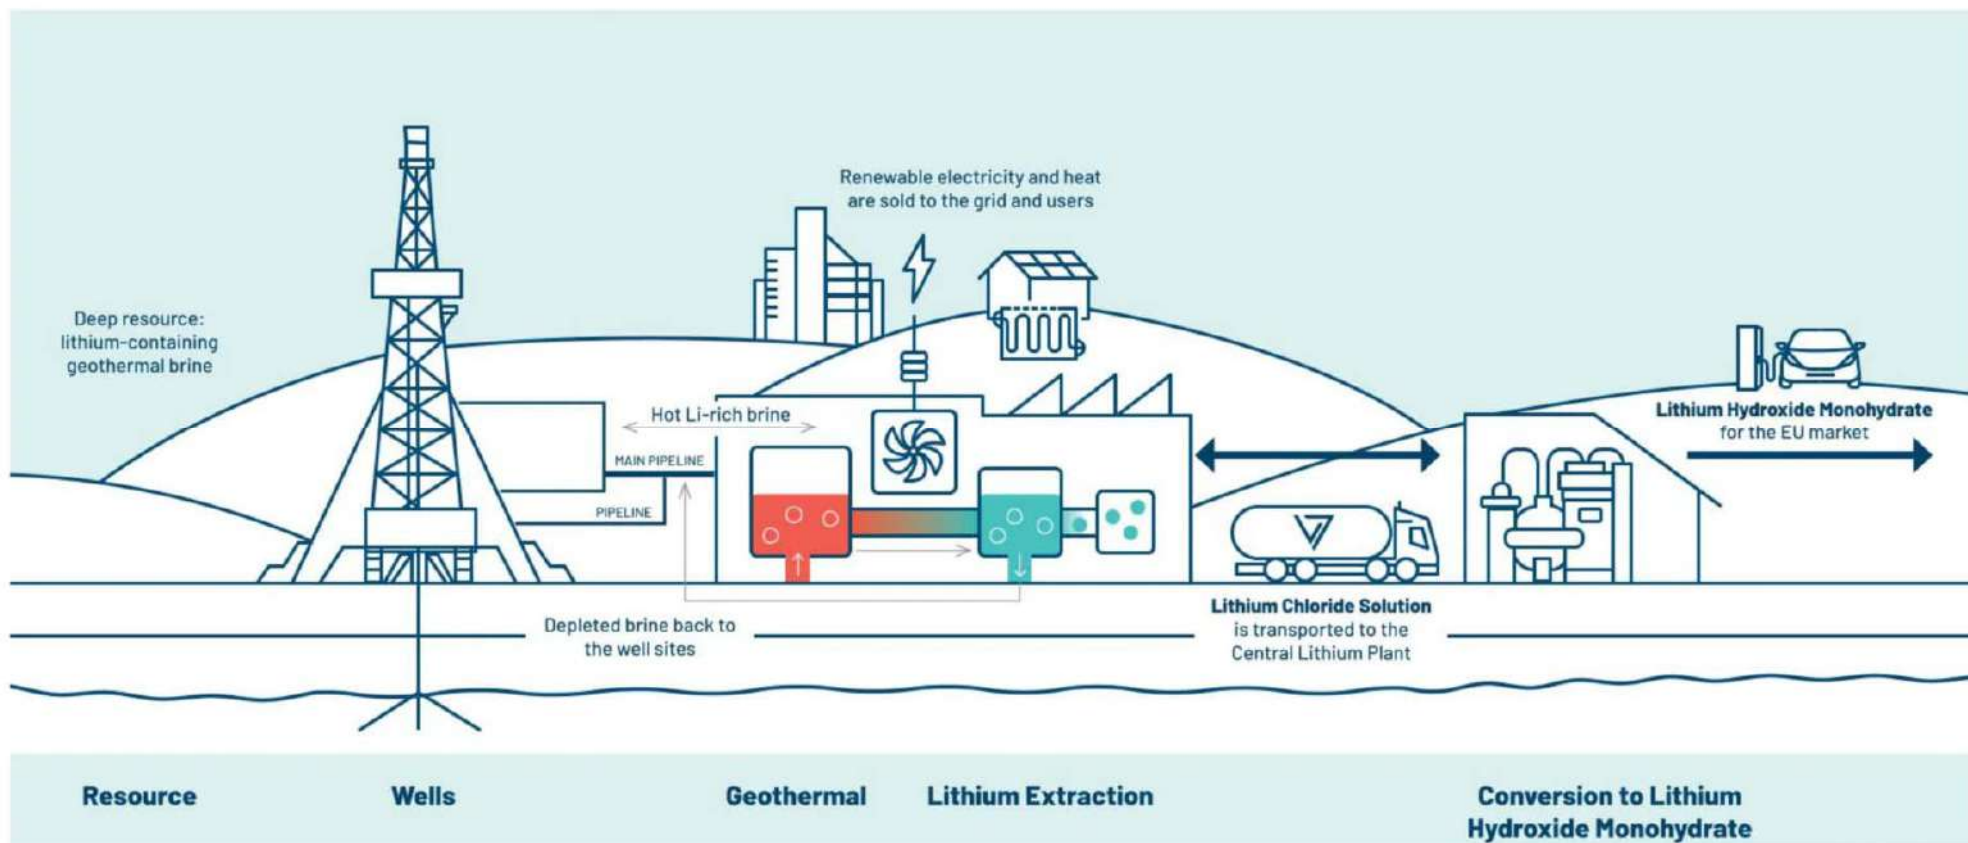 Renewable electricity and heat
are sold to the grid and users
Deep resource:
lithium-containing
geothermal brine
Hot Li-rich brine
MAIN PIPELINE
PIPELINE
Lithium Hydroxide Monohydrate
for the EU market
Depleted brine back to
the well sites
Lithium Chloride Solution
is transported to the
Central Lithium Plant
Resource
Wells
Geothermal
Lithium Extraction
Conversion to Lithium
Hydroxide Monohydrate